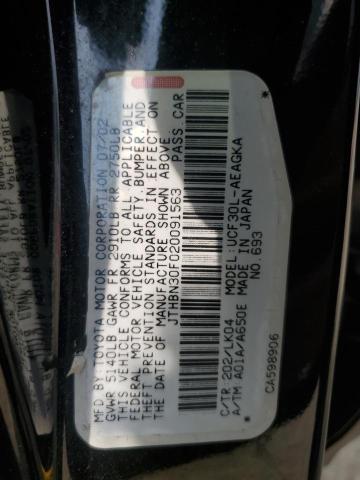 MFD. BY: TOYOTA MOTOR CORPORATION 07/02
GVWR 5140LB GAWR FR 2910LB RR 2750LB
THIS VEHICLE CONFORMS TO ALL APPLICABLE
FEDERAL MOTOR VEHICLE SAFETY, BUMPER, AND
THEFT PREVENTION STANDARDS IN EFFECT ON
THE DATE OF MANUFACTURE SHOWN ABOVE.
JTHBN30F020091563 PASS CAR
C/TR 202/LK04 MODEL:UCF30L-AEAGKA
A/TM A01A/A650E MADE IN JAPAN
NO.693
CA598906